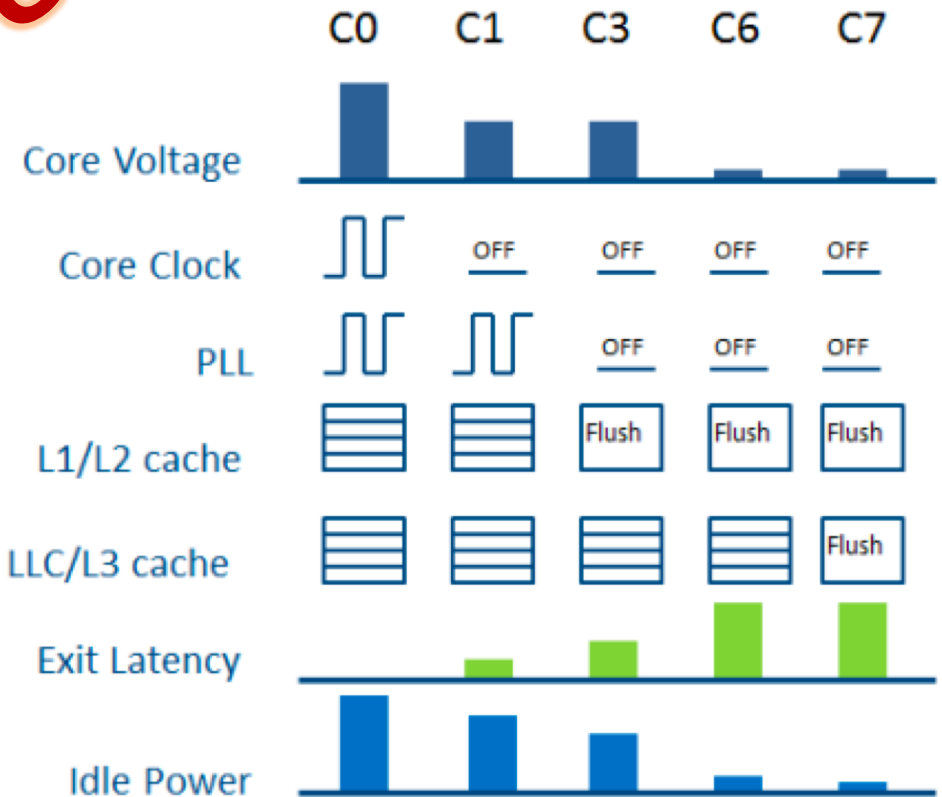 C0 C1 C3 C6 C7
Core Voltage
Core Clock OFF OFF OFF OFF
PLL OFF OFF OFF
L1/L2 cache Flush Flush Flush
LLC/L3 cache Flush
Exit Latency
Idle Power